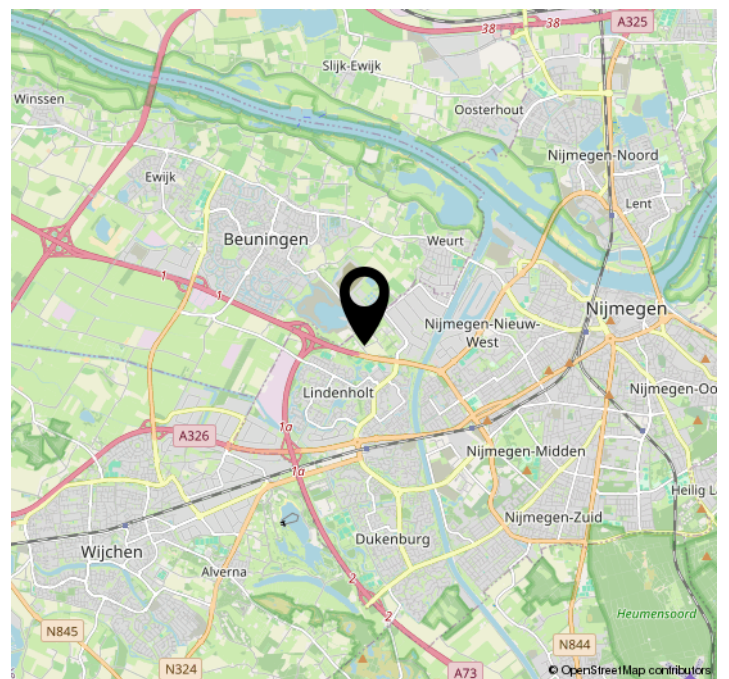 38
38
A325
Slijk-Ewijk
Winssen
Oosterhout
Nijmegen-Noord
Ewijk
Lent
Beuningen
Weurt
1
1
Nijmegen
Nijmegen-Nieuw-
West
Lindenholt
Nijmegen-Oo
1a
A326
Nijmegen-Midden
1a
Heilig L
Nijmegen-Zuid
Dukenburg
Wijchen
Alverna
2
2
Heumensoord
N845
N844
N324
A73
© OpenStreetMap contributors